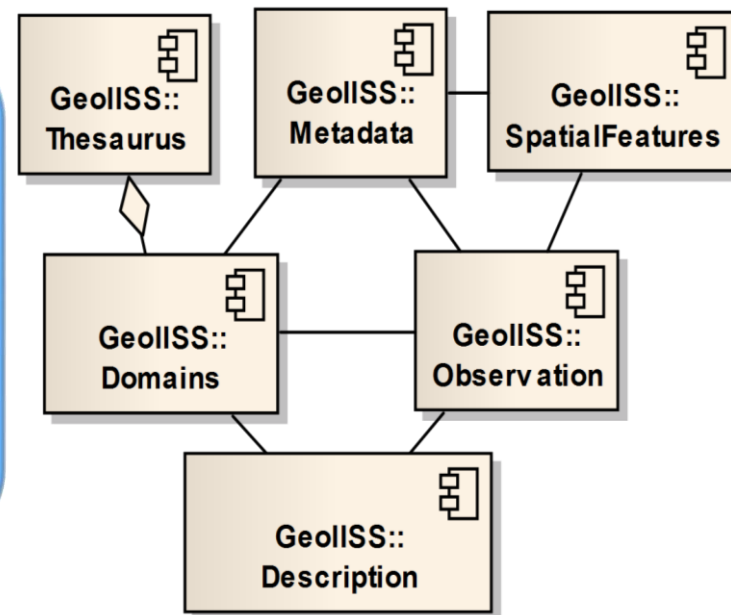 GeoIISS::
Thesaurus
GeoIISS::
Metadata
GeoIISS::
SpatialFeatures
GeoIISS::
Domains
GeoIISS::
Observation
GeoIISS::
Description